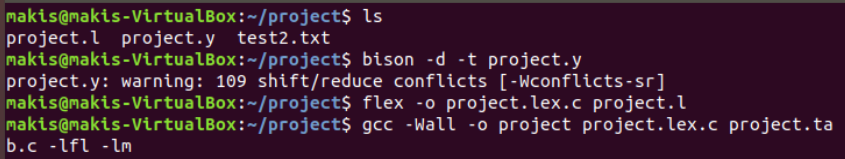 makis@makis-VirtualBox:~/project$ ls
project.l  project.y  test2.txt
makis@makis-VirtualBox:~/project$ bison -d -t project.y
project.y: warning: 109 shift/reduce conflicts [-Wconflicts-sr]
makis@makis-VirtualBox:~/project$ flex -o project.lex.c project.l
makis@makis-VirtualBox:~/project$ gcc -Wall -o project project.lex.c project.ta
b.c -lfl -lm